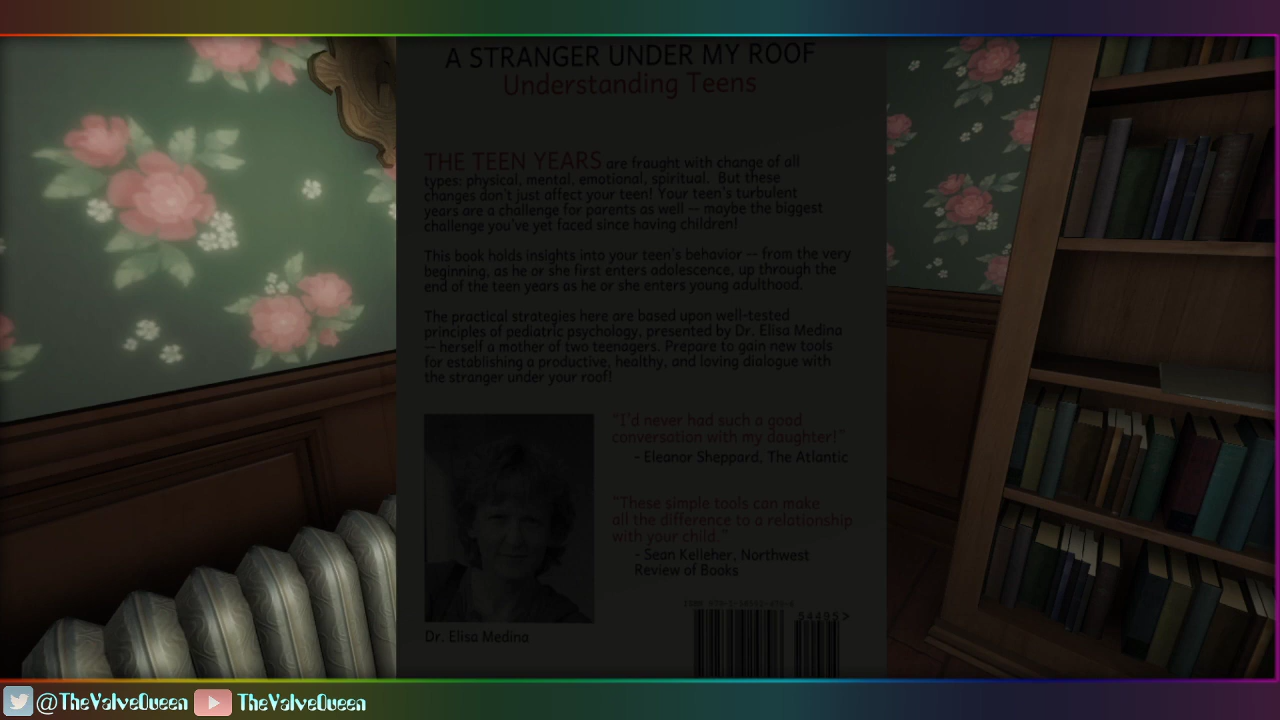 A STRANGER UNDER MY ROOF
Understanding Teens
THE TEEN YEARS are fraught with change of all
types: physical, mental, emotional, spiritual. But these
changes don't just affect your teen! Your teen's turbulent
years are a challenge for parents as well — maybe the biggest
challenge you've yet faced since having children!
This book holds insights into your teen's behavior — from the very
beginning, as he or she first enters adolescence, up through the
end of the teen years as he or she enters young adulthood.
The practical strategies here are based upon well-tested
principles of pediatric psychology, presented by Dr. Elisa Medina
— herself a mother of two teenagers. Prepare to gain new tools
for establishing a productive, healthy, and loving dialogue with
the stranger under your roof!
"I'd never had such a good
conversation with my daughter!"
- Eleanor Sheppard, The Atlantic
"These simple tools can make
all the difference to a relationship
with your child."
- Sean Kelleher, Northwest
Review of Books
54495>
Dr. Elisa Medina
@TheValveQueen TheValveQueen